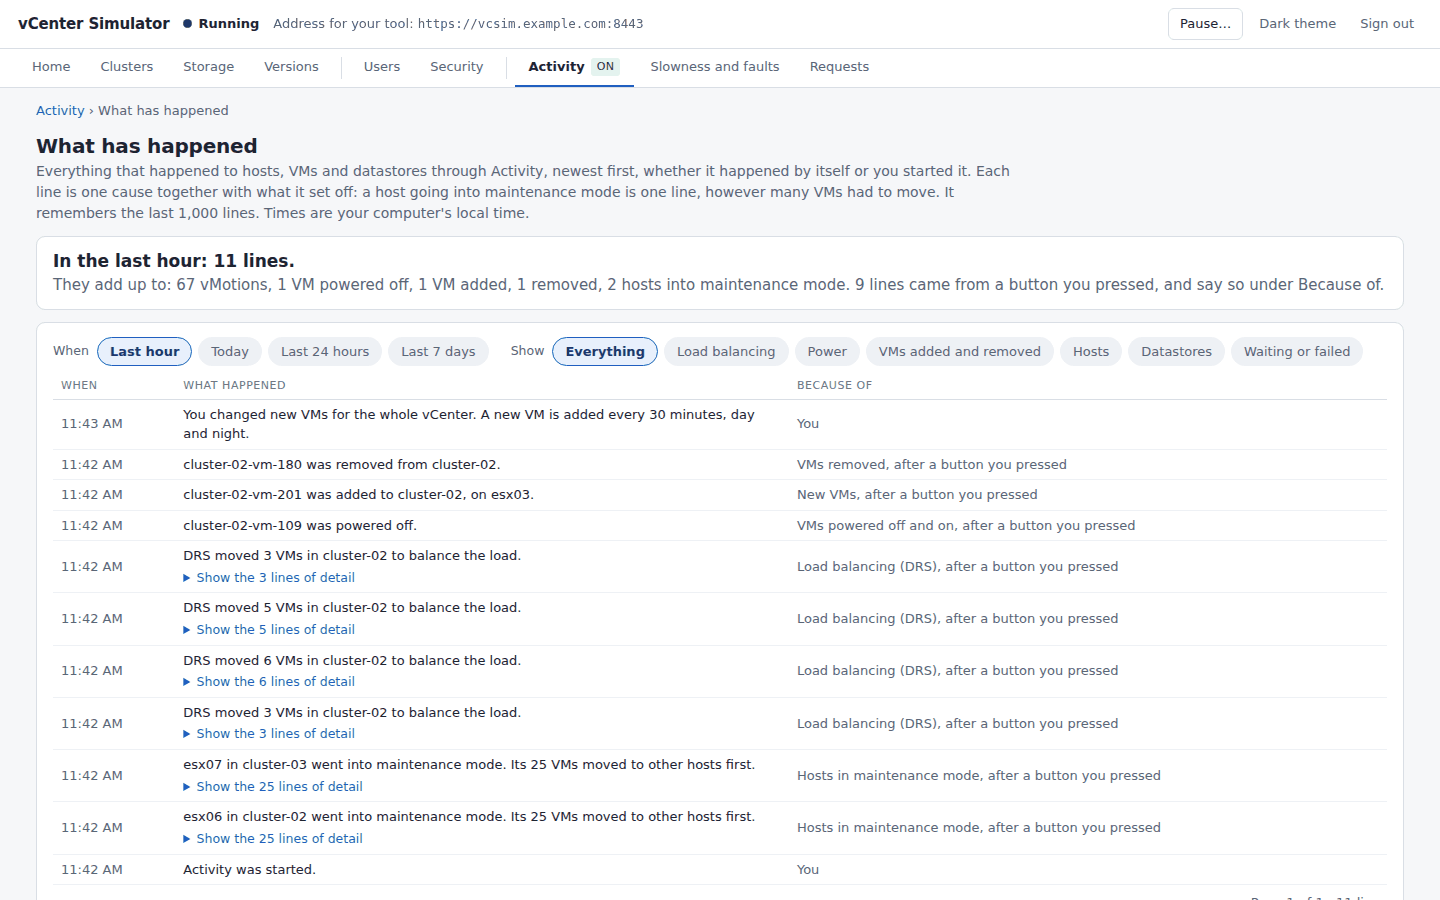 vCenter Simulator Running Address for your tool: https://vcsim.example.com:8443 Pause... Dark theme Sign out
Home Clusters Storage Versions Users Security Activity ON Slowness and faults Requests
Activity › What has happened
What has happened
Everything that happened to hosts, VMs and datastores through Activity, newest first, whether it happened by itself or you started it. Each
line is one cause together with what it set off: a host going into maintenance mode is one line, however many VMs had to move. It
remembers the last 1,000 lines. Times are your computer's local time.
In the last hour: 11 lines.
They add up to: 67 vMotions, 1 VM powered off, 1 VM added, 1 removed, 2 hosts into maintenance mode. 9 lines came from a button you pressed, and say so under Because of.
When Last hour Today Last 24 hours Last 7 days Show Everything Load balancing Power VMs added and removed Hosts Datastores Waiting or failed
WHEN WHAT HAPPENED BECAUSE OF
11:43 AM You changed new VMs for the whole vCenter. A new VM is added every 30 minutes, day
and night. You
11:42 AM cluster-02-vm-180 was removed from cluster-02. VMs removed, after a button you pressed
11:42 AM cluster-02-vm-201 was added to cluster-02, on esx03. New VMs, after a button you pressed
11:42 AM cluster-02-vm-109 was powered off. VMs powered off and on, after a button you pressed
11:42 AM DRS moved 3 VMs in cluster-02 to balance the load. Load balancing (DRS), after a button you pressed
Show the 3 lines of detail
11:42 AM DRS moved 5 VMs in cluster-02 to balance the load. Load balancing (DRS), after a button you pressed
Show the 5 lines of detail
11:42 AM DRS moved 6 VMs in cluster-02 to balance the load. Load balancing (DRS), after a button you pressed
Show the 6 lines of detail
11:42 AM DRS moved 3 VMs in cluster-02 to balance the load. Load balancing (DRS), after a button you pressed
Show the 3 lines of detail
11:42 AM esx07 in cluster-03 went into maintenance mode. Its 25 VMs moved to other hosts first. Hosts in maintenance mode, after a button you pressed
Show the 25 lines of detail
11:42 AM esx06 in cluster-02 went into maintenance mode. Its 25 VMs moved to other hosts first. Hosts in maintenance mode, after a button you pressed
Show the 25 lines of detail
11:42 AM Activity was started. You